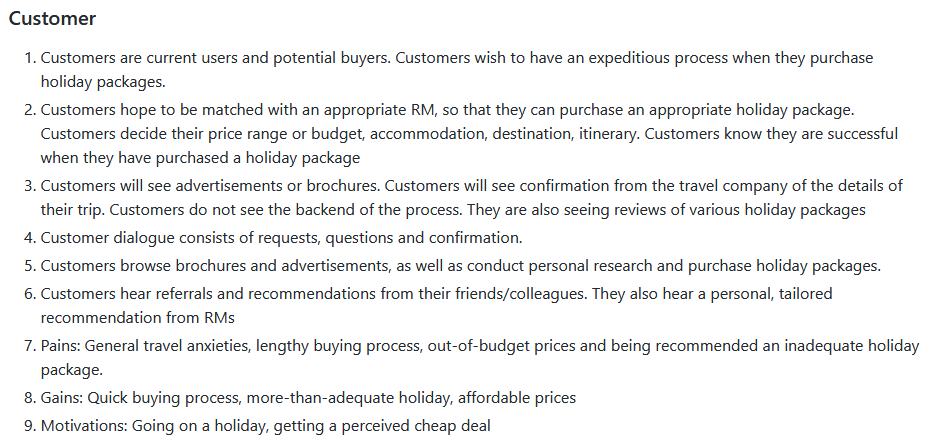 Customer
1. Customers are current users and potential buyers. Customers wish to have an expeditious process when they purchase
holiday packages.
2. Customers hope to be matched with an appropriate RM, so that they can purchase an appropriate holiday package.
Customers decide their price range or budget, accommodation, destination, itinerary. Customers know they are successful
when they have purchased a holiday package
3. Customers will see advertisements or brochures. Customers will see confirmation from the travel company of the details of
their trip. Customers do not see the backend of the process. They are also seeing reviews of various holiday packages
4. Customer dialogue consists of requests, questions and confirmation.
5. Customers browse brochures and advertisements, as well as conduct personal research and purchase holiday packages.
6. Customers hear referrals and recommendations from their friends/colleagues. They also hear a personal, tailored
recommendation from RMs
7. Pains: General travel anxieties, lengthy buying process, out-of-budget prices and being recommended an inadequate holiday
package.
8. Gains: Quick buying process, more-than-adequate holiday, affordable prices
9. Motivations: Going on a holiday, getting a perceived cheap deal